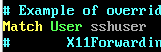 # Example of overrid
Match User sshuser
#       X11Forwardin